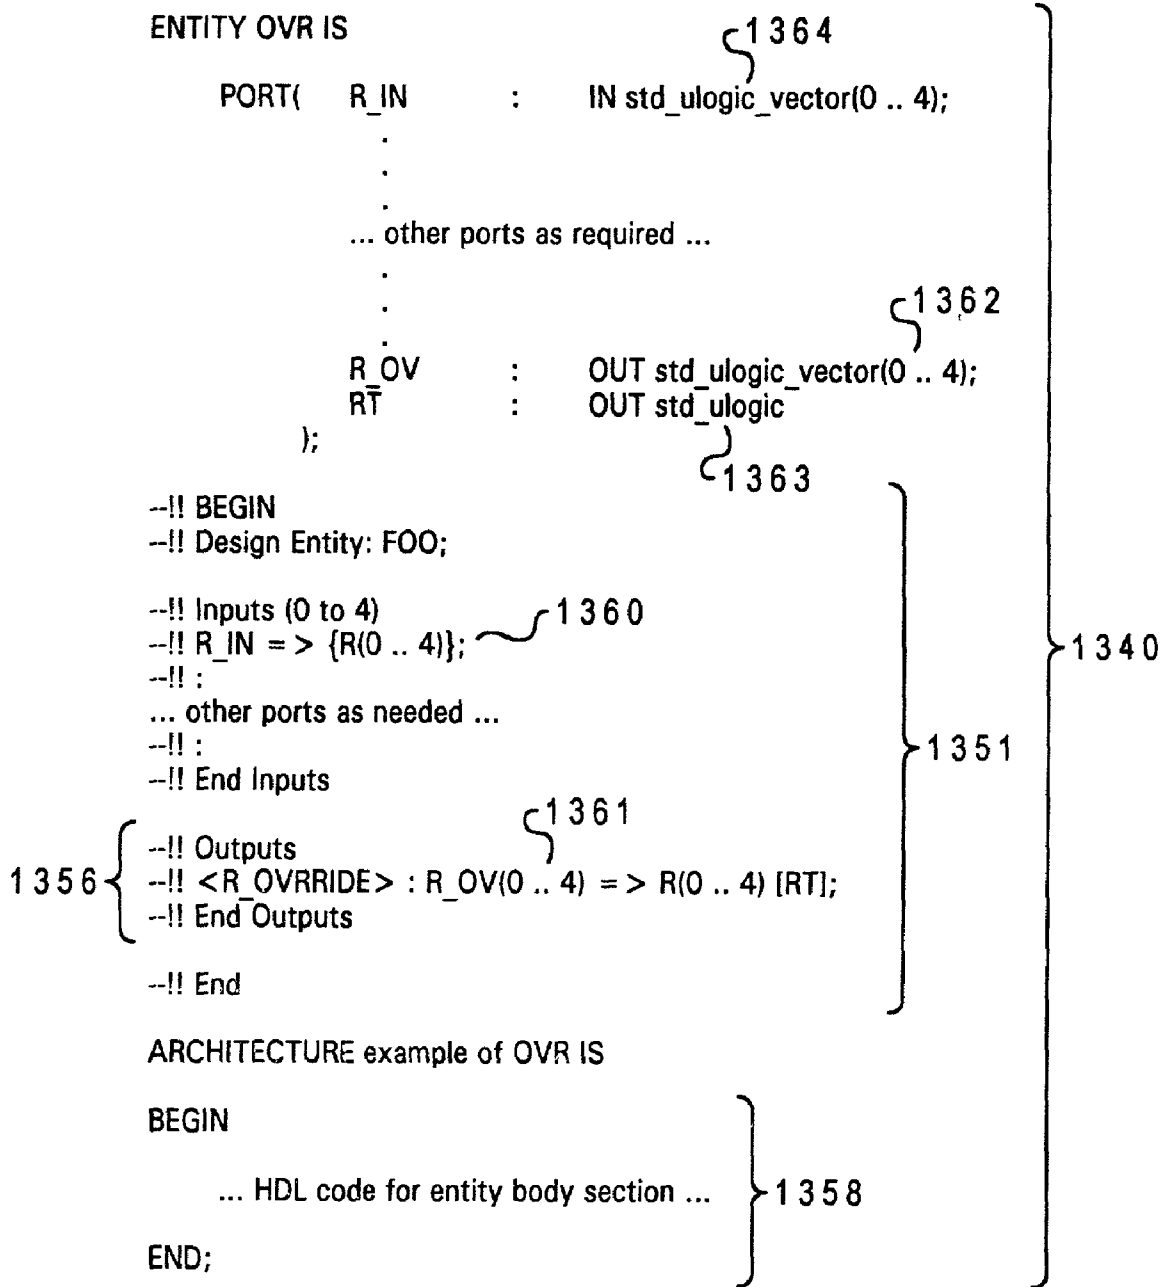 ENTITY OVR IS
1364
PORT( R_IN : IN std_ulogic_vector(0 .. 4);
.
.
.
... other ports as required ...
.
.
.
1362
R_OV : OUT std_ulogic_vector(0 .. 4);
RT : OUT std_ulogic
);
1363
--!! BEGIN
--!! Design Entity: FOO;
--!! Inputs (0 to 4)
--!! R_IN = > {R(0 .. 4)}; 1360
1340
--!! :
... other ports as needed ...
--!! : 1351
--!! End Inputs
1361
--!! Outputs
1356 --!! <R_OVRRIDE> : R_OV(0 .. 4) = > R(0 .. 4) [RT];
--!! End Outputs
--!! End
ARCHITECTURE example of OVR IS
BEGIN
... HDL code for entity body section ... 1358
END;